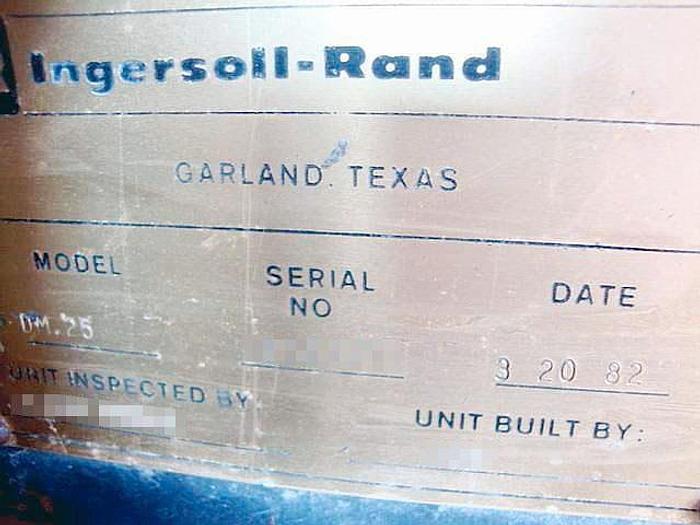 Ingersoll-Rand
GARLAND. TEXAS
MODEL
SERIAL
NO
DATE
DM.25
3 20 82
UNIT INSPECTED BY
UNIT BUILT BY: